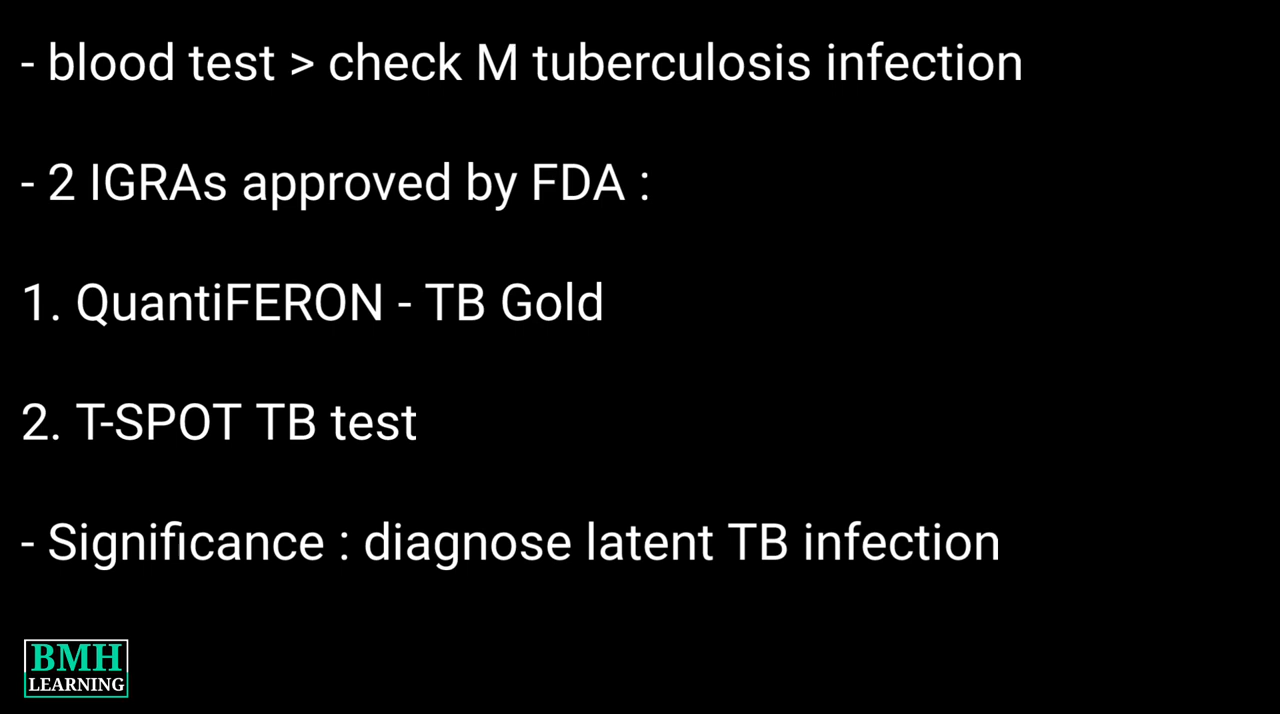 - blood test > check M tuberculosis infection
- 2 IGRAs approved by FDA :
1. QuantiFERON - TB Gold
2. T-SPOT TB test
- Significance : diagnose latent TB infection
BMH
LEARNING